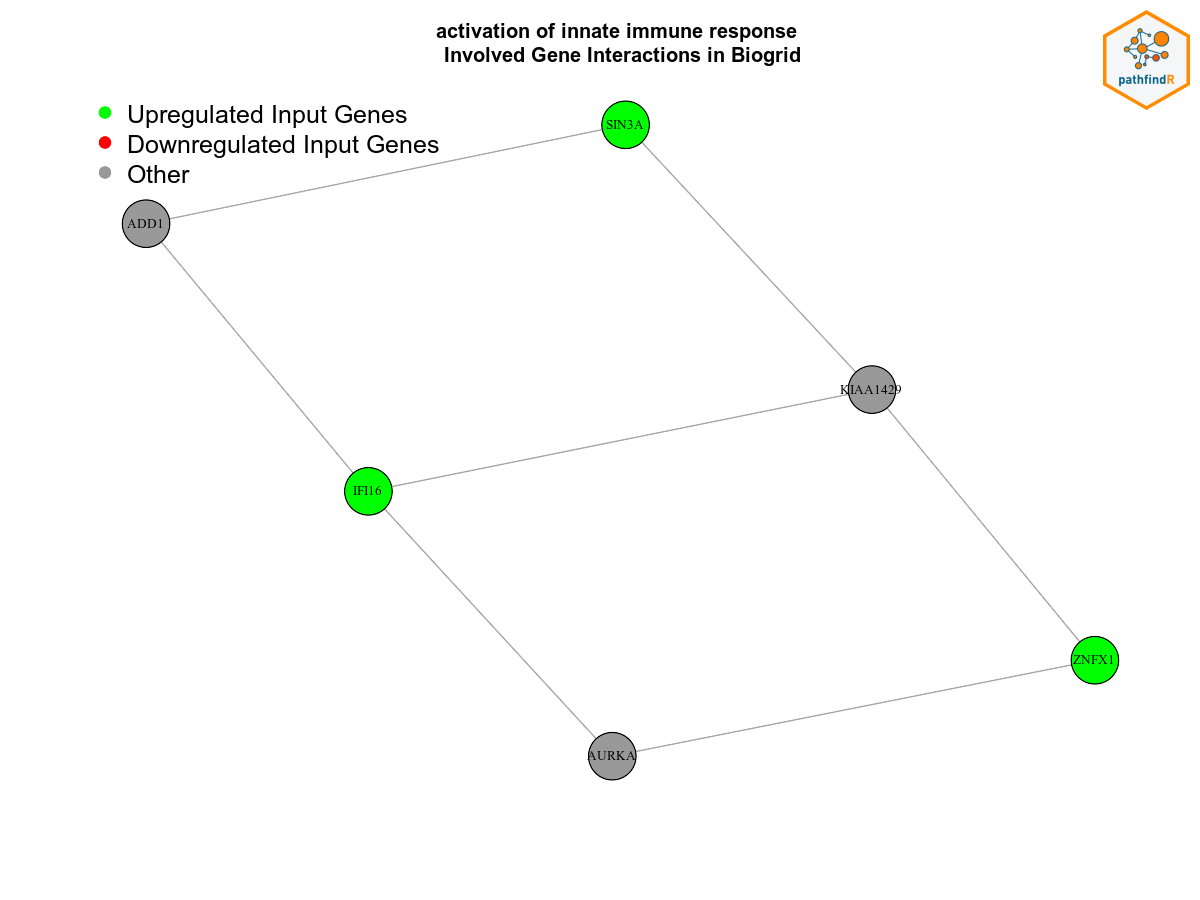 activation of innate immune response
Involved Gene Interactions in Biogrid
pathfindR
Upregulated Input Genes
Downregulated Input Genes
Other
SIN3A
ADD1
KIAA1429
IFI16
ZNFX1
AURKA